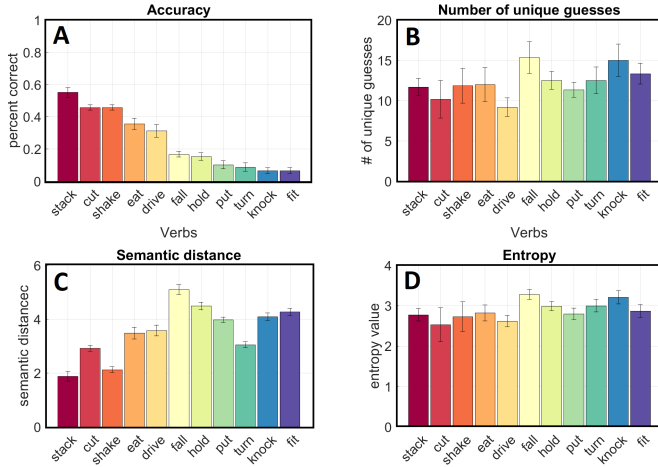 Accuracy
A
percent correct
1
0.8
0.6
0.4
0.2
0
stack cut shake eat drive fall hold put turn knock fit
Verbs
Number of unique guesses
B
# of unique guesses
20
15
10
5
0
stack cut shake eat drive fall hold put turn knock fit
Verbs
Semantic distance
C
semantic distancec
6
4
2
0
stack cut shake eat drive fall hold put turn knock fit
Entropy
D
entropy value
4
3
2
1
0
stack cut shake eat drive fall hold put turn knock fit